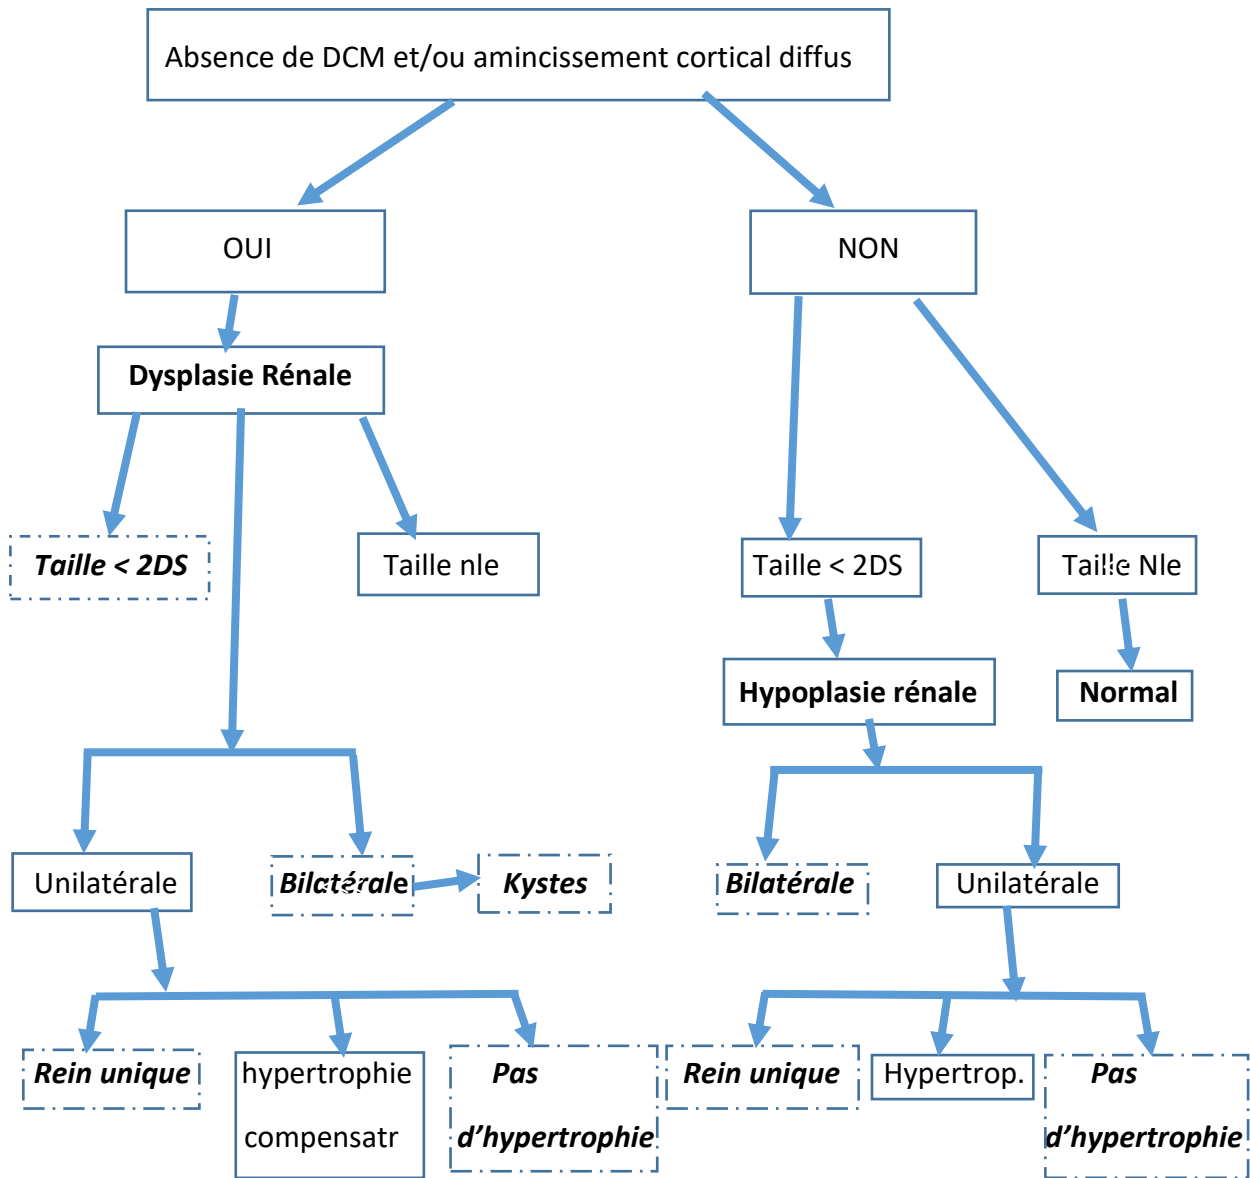 Absence de DCM et/ou amincissement cortical diffus
OUI
NON
Dysplasie Rénale
Taille < 2DS
Taille nle
Taille < 2DS
Taille Nle
Hypoplasie rénale
Normal
Unilatérale
Bilatérale
Kystes
Bilatérale
Unilatérale
Rein unique
hypertrophie
compensatr
Pas
d'hypertrophie
Rein unique
Hypertrop.
Pas
d'hypertrophie